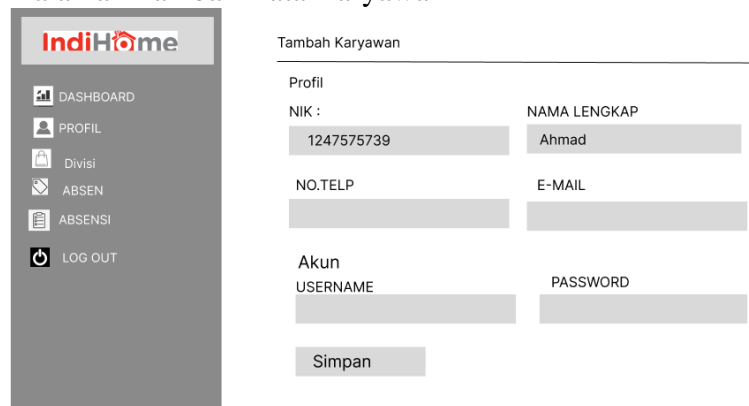 IndiHome
DASHBOARD
PROFIL
Divisi
ABSEN
ABSENSI
LOG OUT
Tambah Karyawan
Profil
NIK :
NAMA LENGKAP
1247575739
Ahmad
NO.TELP
E-MAIL
Akun
USERNAME
PASSWORD
Simpan